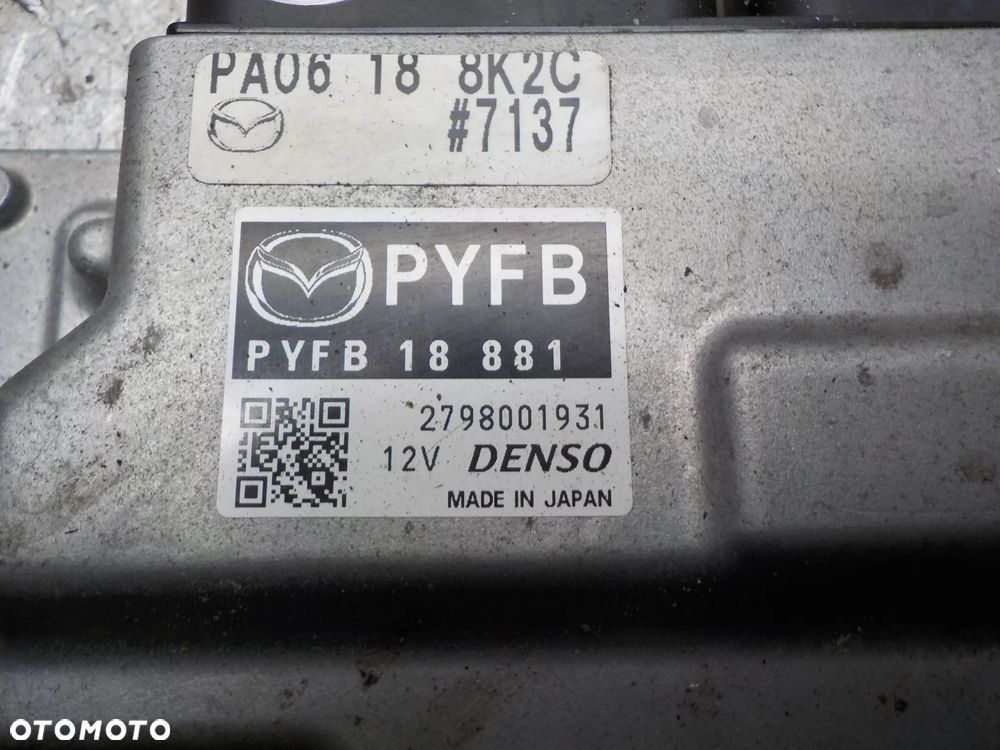 PA06 18 8K2C
#7137
PYFB
PYFB 18 881
2798001931
12V DENSO
MADE IN JAPAN
OTOMOTO